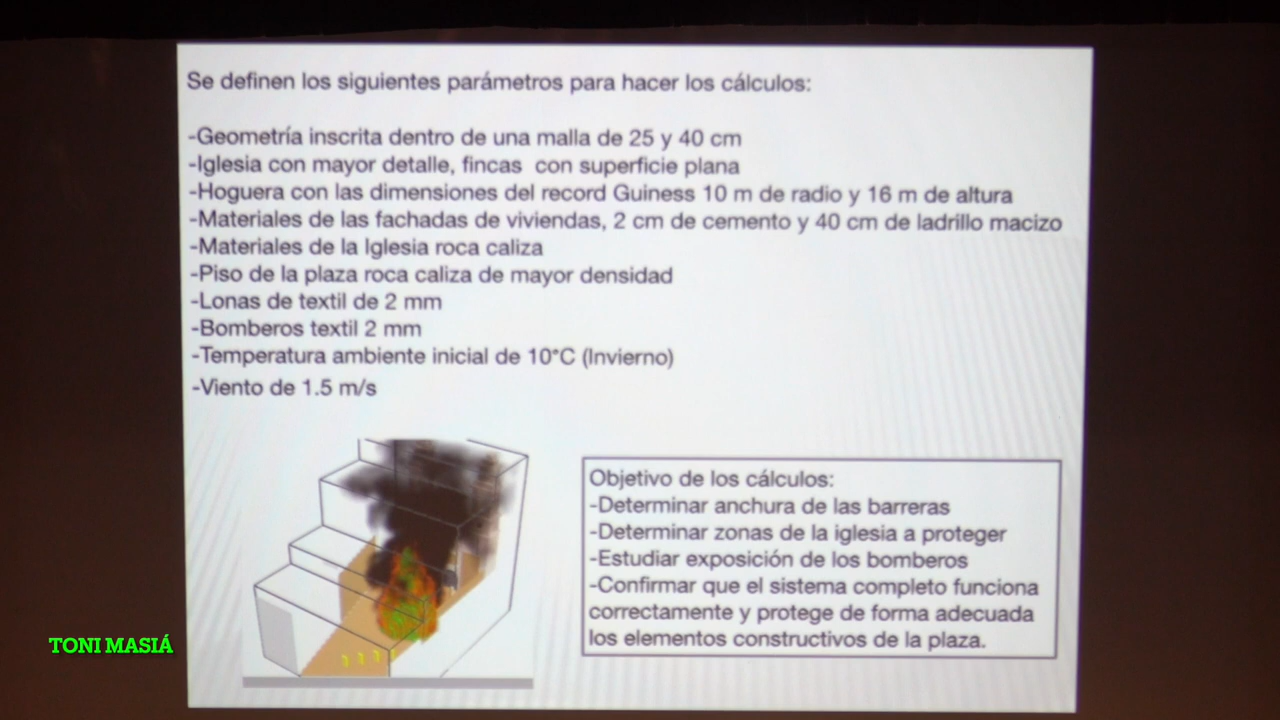 Se definen los siguientes parámetros para hacer los cálculos:
-Geometría inscrita dentro de una malla de 25 y 40 cm
-Iglesia con mayor detalle, fincas con superficie plana
-Hoguera con las dimensiones del record Guiness 10 m de radio y 16 m de altura
-Materiales de las fachadas de viviendas, 2 cm de cemento y 40 cm de ladrillo macizo
-Materiales de la Iglesia roca caliza
-Piso de la plaza roca caliza de mayor densidad
-Lonas de textil de 2 mm
-Bomberos textil 2 mm
-Temperatura ambiente inicial de 10°C (Invierno)
-Viento de 1.5 m/s
Objetivo de los cálculos:
-Determinar anchura de las barreras
-Determinar zonas de la iglesia a proteger
-Estudiar exposición de los bomberos
-Confirmar que el sistema completo funciona
correctamente y protege de forma adecuada
los elementos constructivos de la plaza.
TONI MASIÁ